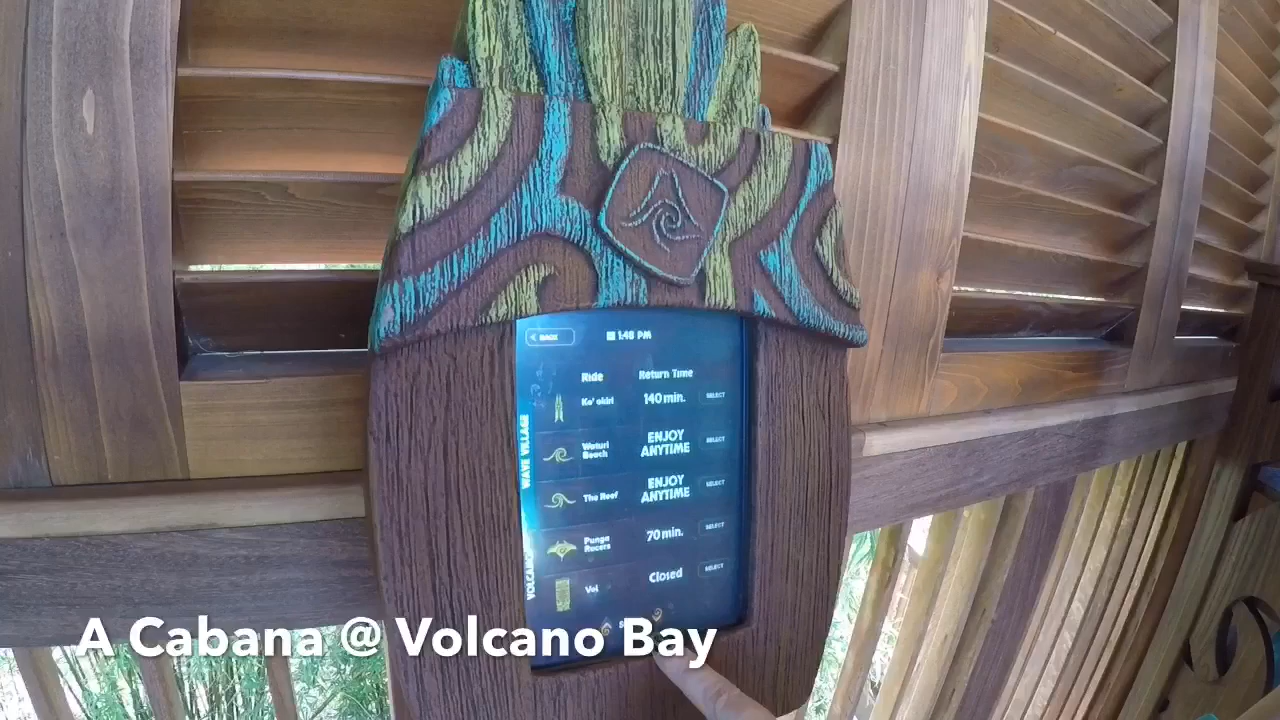 < BACK
1:48 PM
Ride Return Time
Ko'okiri 140 min. SELECT
Waturi Beach ENJOY ANYTIME SELECT
The Reef ENJOY ANYTIME SELECT
Punga Racers 70 min. SELECT
Vol Closed SELECT
WAVE VILLAGE
VOLCANO
A Cabana @ Volcano Bay